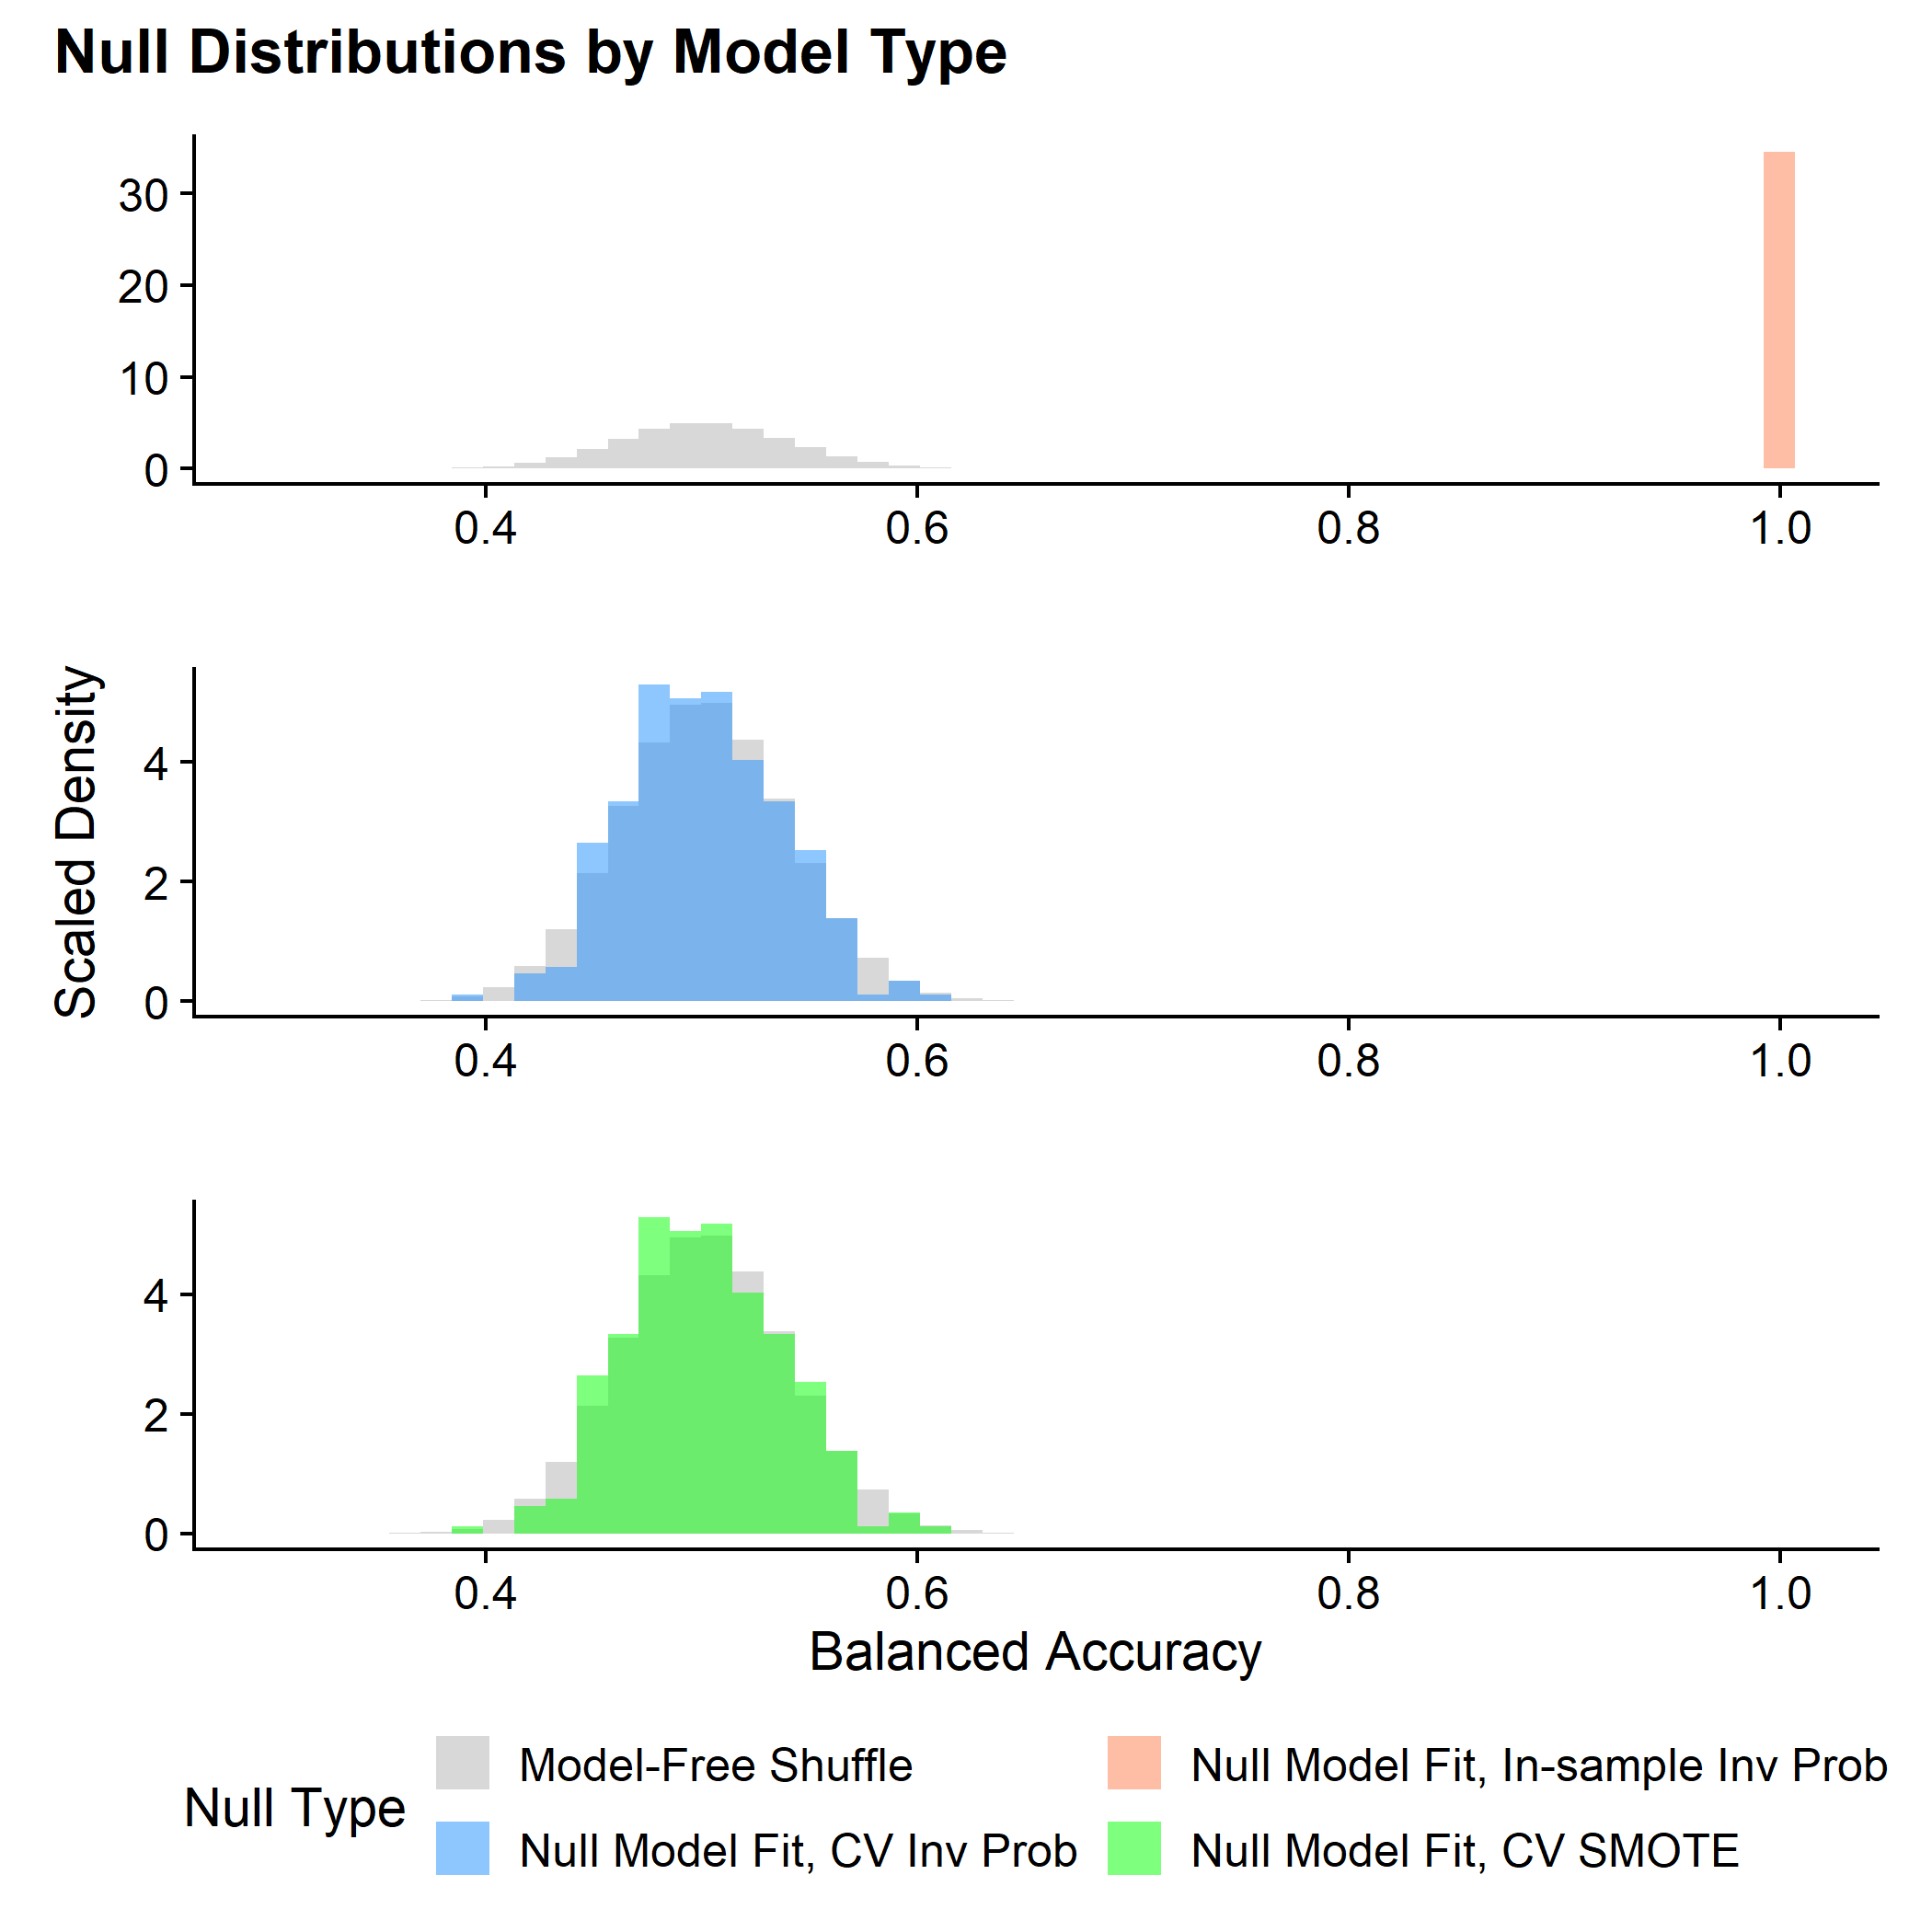 Null Distributions by Model Type
30
20
10
0
0.4 0.6 0.8 1.0
Scaled Density
4
2
0
0.4 0.6 0.8 1.0
4
2
0
0.4 0.6 0.8 1.0
Balanced Accuracy
Null Type
Model-Free Shuffle
Null Model Fit, In-sample Inv Prob
Null Model Fit, CV Inv Prob
Null Model Fit, CV SMOTE